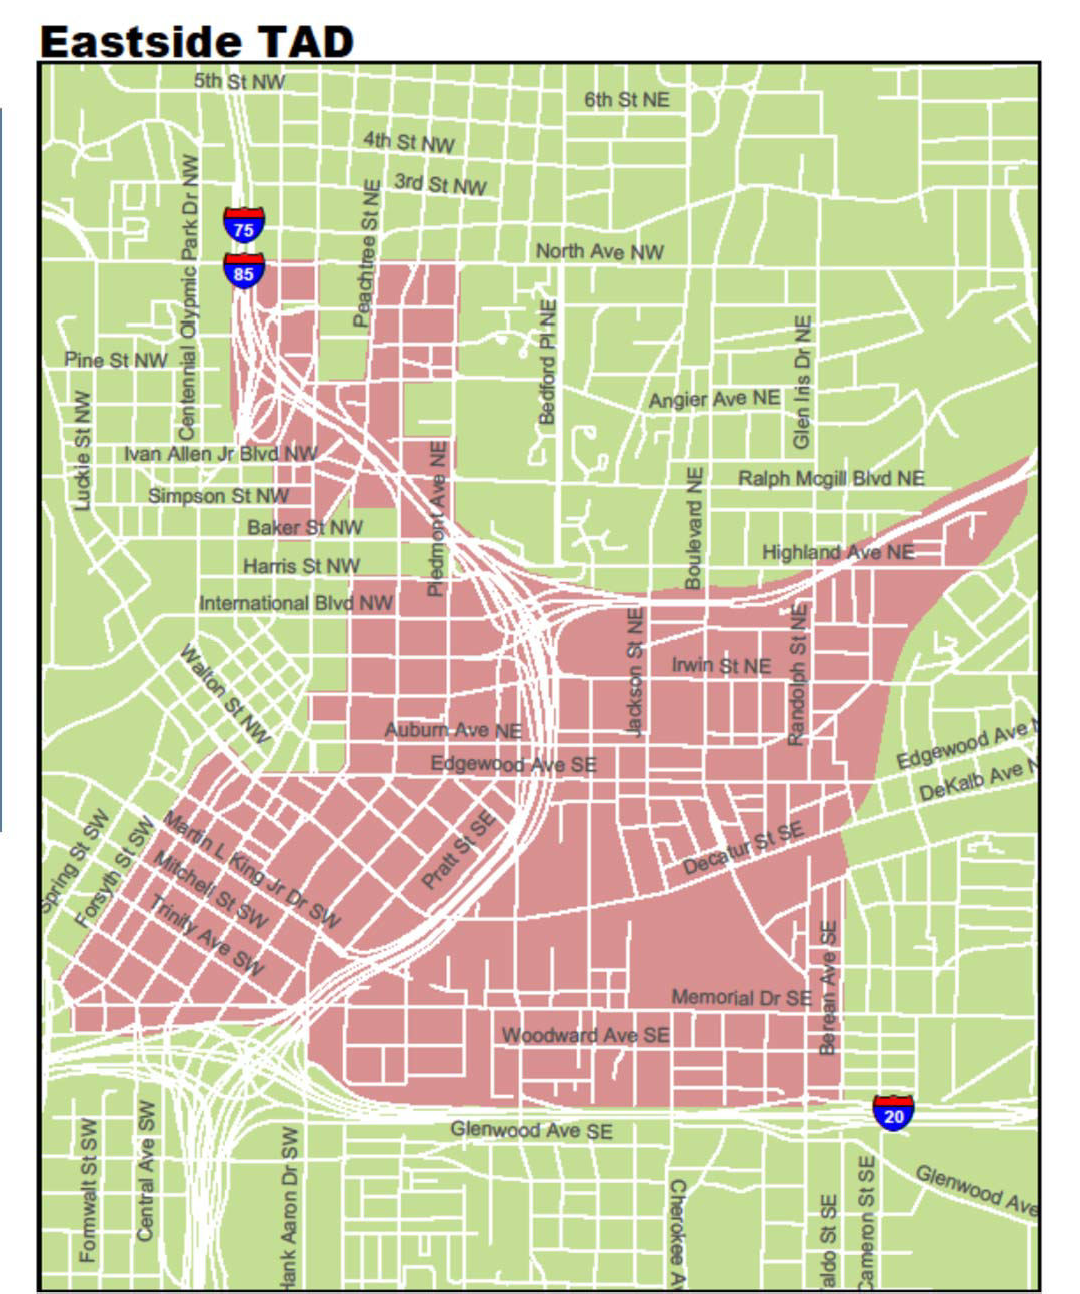 Eastside TAD
5th St NW
6th St NE
4th St NW
3rd St NW
Centennial Olypmic Park Dr NW
Peachtree St NE
75
North Ave NW
85
Bedford Pl NE
Glen Iris Dr NE
Pine St NW
Luckie St NW
Angier Ave NE
Ivan Allen Jr Blvd NW
Piedmont Ave NE
Boulevard NE
Ralph Mcgill Blvd NE
Simpson St NW
Baker St NW
Highland Ave NE
Harris St NW
International Blvd NW
Jackson St NE
Randolph St NE
Walton St NW
Irwin St NE
Auburn Ave NE
Edgewood Ave N
Edgewood Ave SE
DeKalb Ave N
Spring St SW
Forsyth St SW
Martin L King Jr Dr SW
Pratt St SE
Decatur St SE
Mitchell St SW
Trinity Ave SW
Berean Ave SE
Memorial Dr SE
Woodward Ave SE
20
Glenwood Ave SE
Formwalt St SW
Central Ave SW
Hank Aaron Dr SW
Cherokee Av
aldo St SE
Cameron St SE
Glenwood Ave